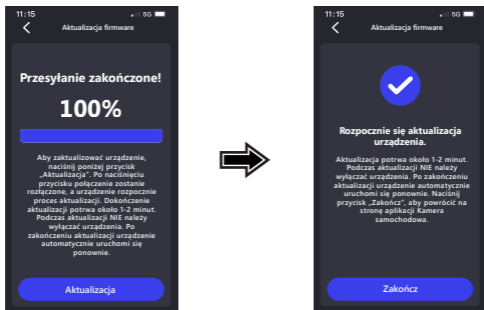 11:15
5G
Aktualizacja firmware
Przesyłanie zakończone!
100%
Aby zaktualizować urządzenie,
naciśnij poniżej przycisk
„Aktualizacja”. Po naciśnięciu
przycisku połączenie zostanie
rozłączone, a urządzenie rozpocznie
proces aktualizacji. Dokończenie
aktualizacji potrwa około 1-2 minut.
Podczas aktualizacji NIE należy
wyłączać urządzenia. Po
zakończeniu aktualizacji urządzenie
automatycznie uruchomi się
ponownie.
Aktualizacja
11:15
5G
Aktualizacja firmware
Rozpocznie się aktualizacja
urządzenia.
Aktualizacja potrwa około 1-2 minut.
Podczas aktualizacji NIE należy
wyłączać urządzenia. Po zakończeniu
aktualizacji urządzenie automatycznie
uruchomi się ponownie. Naciśnij
przycisk „Zakończ”, aby powrócić na
stronę aplikacji Kamera
samochodowa.
Zakończ